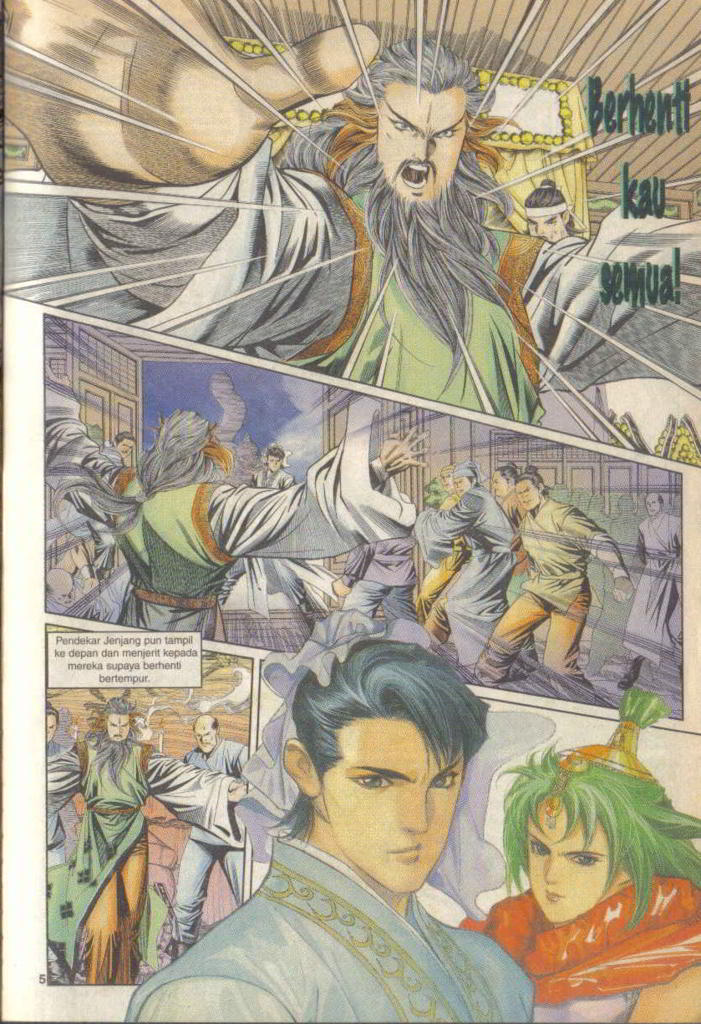 Berhenti
kau
semua!
Pendekar Jenjang pun tampil
ke depan dan menjerit kepada
mereka supaya berhenti
bertempur.
5